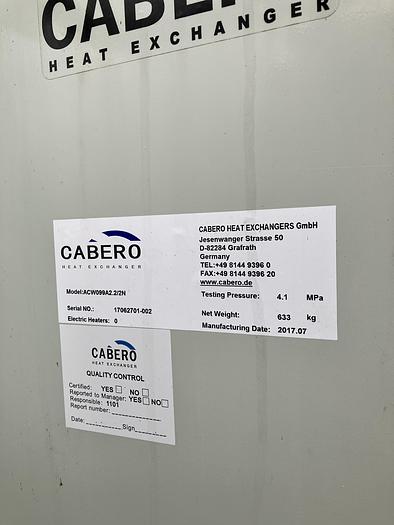 CABE
HEAT EXCHANGER
CABERO
HEAT EXCHANGER
Model:ACW099A2.2/2N
Serial NO.: 17062701-002
Electric Heaters: 0
CABERO HEAT EXCHANGERS GmbH
Jesenwanger Strasse 50
D-82284 Grafrath
Germany
TEL:+49 8144 9396 0
FAX:+49 8144 9396 20
www.cabero.de
Testing Pressure: 4.1 MPa
Net Weight: 633 kg
Manufacturing Date: 2017.07
CABERO
HEAT EXCHANGER
QUALITY CONTROL
Certified: YES NO
Reported to Manager: YES NO
Responsible: 1101
Report number:
Date: Sign